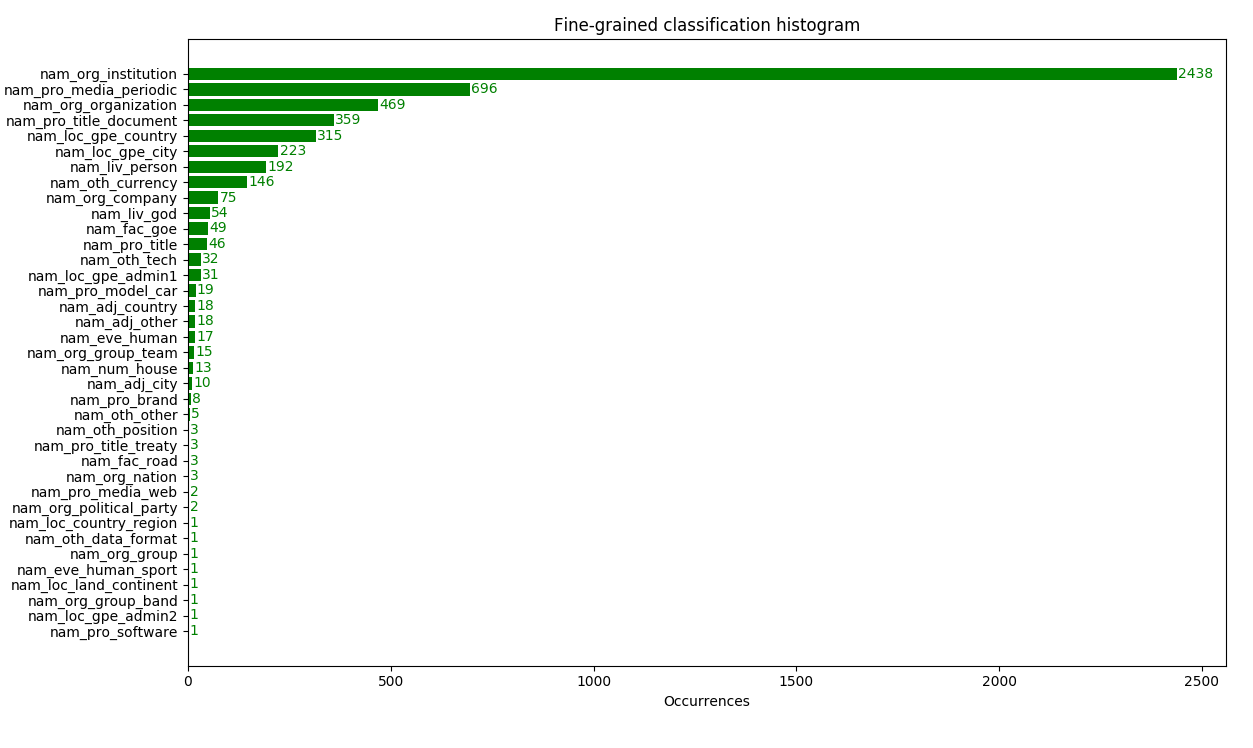 Fine-grained classification histogram
nam_org_institution 2438
nam_pro_media_periodic 696
nam_org_organization 469
nam_pro_title_document 359
nam_loc_gpe_country 315
nam_loc_gpe_city 223
nam_liv_person 192
nam_oth_currency 146
nam_org_company 75
nam_liv_god 54
nam_fac_goe 49
nam_pro_title 46
nam_oth_tech 32
nam_loc_gpe_admin1 31
nam_pro_model_car 19
nam_adj_country 18
nam_adj_other 18
nam_eve_human 17
nam_org_group_team 15
nam_num_house 13
nam_adj_city 10
nam_pro_brand 8
nam_oth_other 5
nam_oth_position 3
nam_pro_title_treaty 3
nam_fac_road 3
nam_org_nation 3
nam_pro_media_web 2
nam_org_political_party 2
nam_loc_country_region 1
nam_oth_data_format 1
nam_org_group 1
nam_eve_human_sport 1
nam_loc_land_continent 1
nam_org_group_band 1
nam_loc_gpe_admin2 1
nam_pro_software 1
0 500 1000 1500 2000 2500
Occurrences